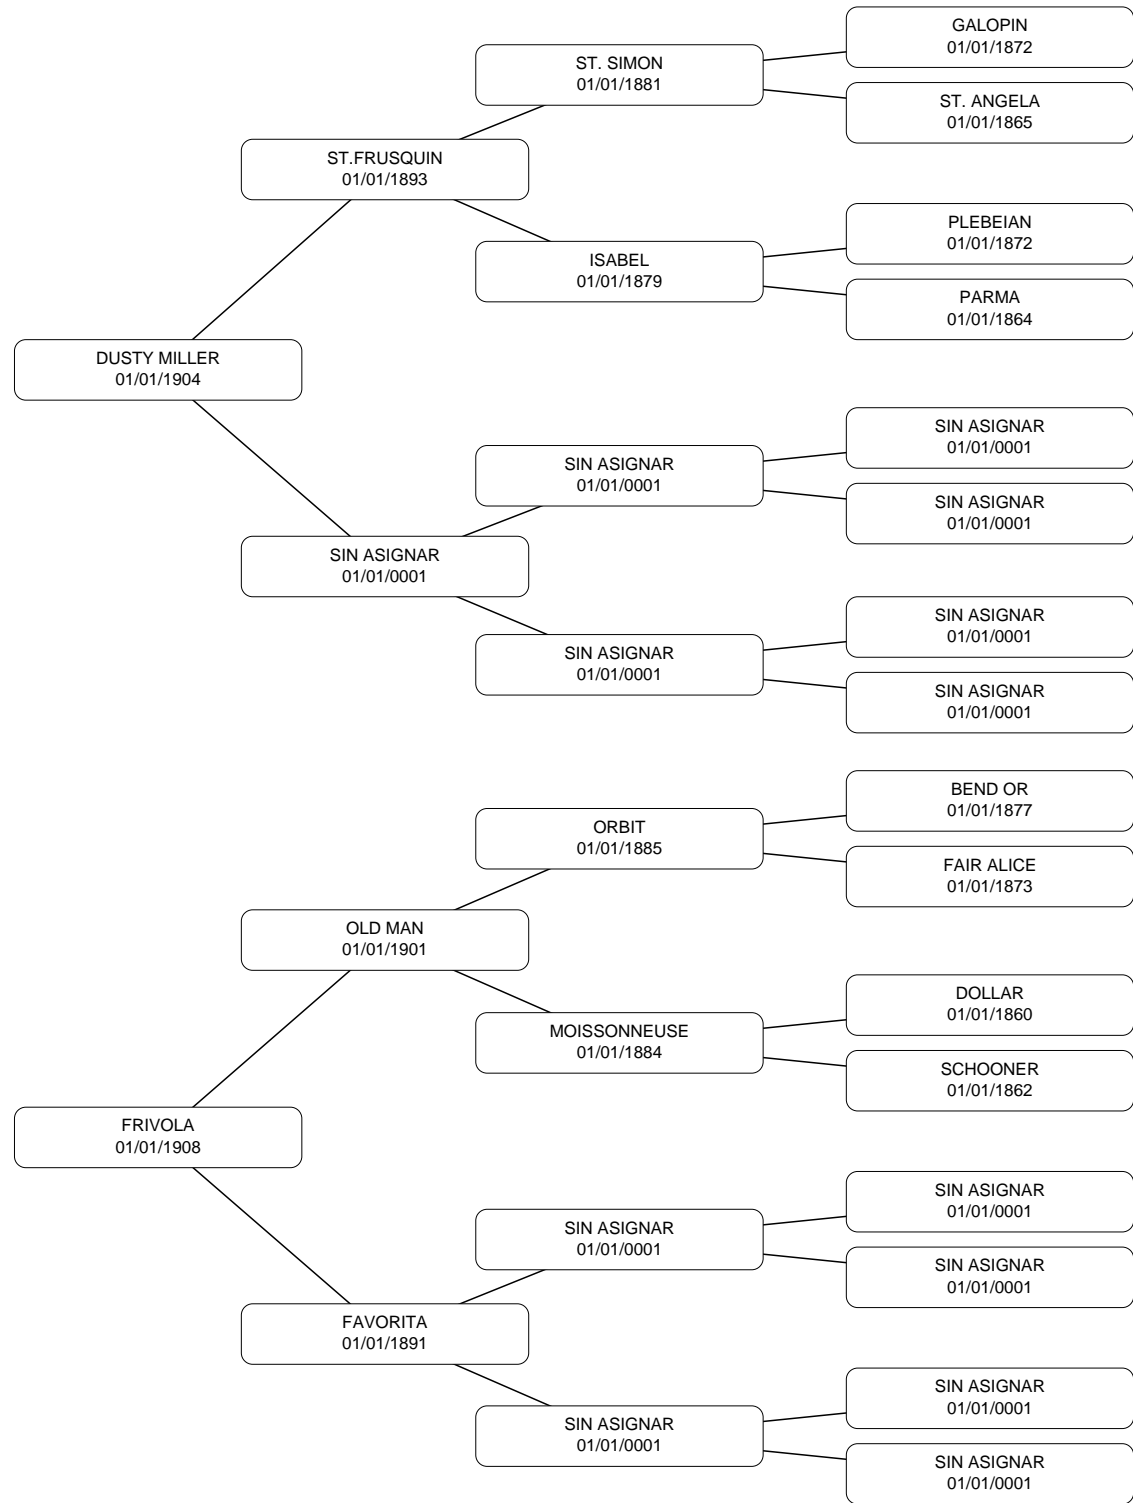 GALOPIN
01/01/1872
ST. SIMON
01/01/1881
ST. ANGELA
01/01/1865
ST.FRUSQUIN
01/01/1893
PLEBEIAN
01/01/1872
ISABEL
01/01/1879
PARMA
01/01/1864
DUSTY MILLER
01/01/1904
SIN ASIGNAR
01/01/0001
SIN ASIGNAR
01/01/0001
SIN ASIGNAR
01/01/0001
SIN ASIGNAR
01/01/0001
SIN ASIGNAR
01/01/0001
SIN ASIGNAR
01/01/0001
SIN ASIGNAR
01/01/0001
BEND OR
01/01/1877
ORBIT
01/01/1885
FAIR ALICE
01/01/1873
OLD MAN
01/01/1901
DOLLAR
01/01/1860
MOISSONNEUSE
01/01/1884
SCHOONER
01/01/1862
FRIVOLA
01/01/1908
SIN ASIGNAR
01/01/0001
SIN ASIGNAR
01/01/0001
SIN ASIGNAR
01/01/0001
FAVORITA
01/01/1891
SIN ASIGNAR
01/01/0001
SIN ASIGNAR
01/01/0001
SIN ASIGNAR
01/01/0001